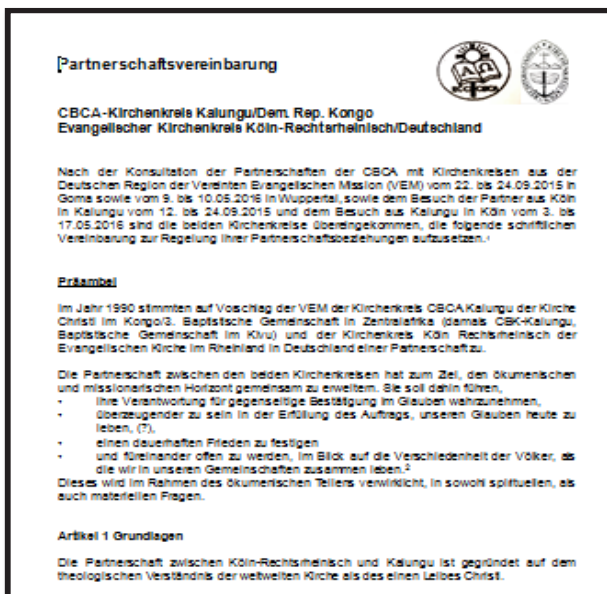 Partnerschaftsvereinbarung
CBCA-Kirchenkreis Kalungu/Dem. Rep. Kongo
Evangelischer Kirchenkreis Köln-Rechtsrheinisch/Deutschland
Nach der Konsultation der Partnerschaften der CBCA mit Kirchenkreisen aus der
Deutschen Region der Vereinten Evangelischen Mission (VEM) vom 22. bis 24.09.2015 in
Goma sowie vom 9. bis 10.05.2016 in Wuppertal, sowie dem Besuch der Partner aus Köln
in Kalungu vom 12. bis 24.09.2015 und dem Besuch aus Kalungu in Köln vom 3. bis
17.05.2016 sind die beiden Kirchenkreise übereingekommen, die folgende schriftlichen
Vereinbarung zur Regelung ihrer Partnerschaftsbeziehungen aufzusetzen.
Präambel
Im Jahr 1990 stimmten auf Vorschlag der VEM der Kirchenkreis CBCA Kalungu der Kirche
Christi im Kongo/3. Baptistische Gemeinschaft in Zentralafrika (damals CBK-Kalungu,
Baptistische Gemeinschaft im Kivu) und der Kirchenkreis Köln Rechtsrheinisch der
Evangelischen Kirche im Rheinland in Deutschland einer Partnerschaft zu.
Die Partnerschaft zwischen den beiden Kirchenkreisen hat zum Ziel, den ökumenischen
und missionarischen Horizont gemeinsam zu erweitern. Sie soll dahin führen,
• ihre Verantwortung für gegenseitige Bestätigung im Glauben wahrzunehmen,
• überzeugender zu sein in der Erfüllung des Auftrags, unseren Glauben heute zu
leben, (?),
• einen dauerhaften Frieden zu festigen
• und füreinander offen zu werden, im Blick auf die Verschiedenheit der Völker, als
die wir in unseren Gemeinschaften zusammen leben.²
Dieses wird im Rahmen des ökumenischen Teilens verwirklicht, in sowohl spirituellen, als
auch materiellen Fragen.
Artikel 1 Grundlagen
Die Partnerschaft zwischen Köln-Rechtsrheinisch und Kalungu ist gegründet auf dem
theologischen Verständnis der weltweiten Kirche als des einen Leibes Christi.